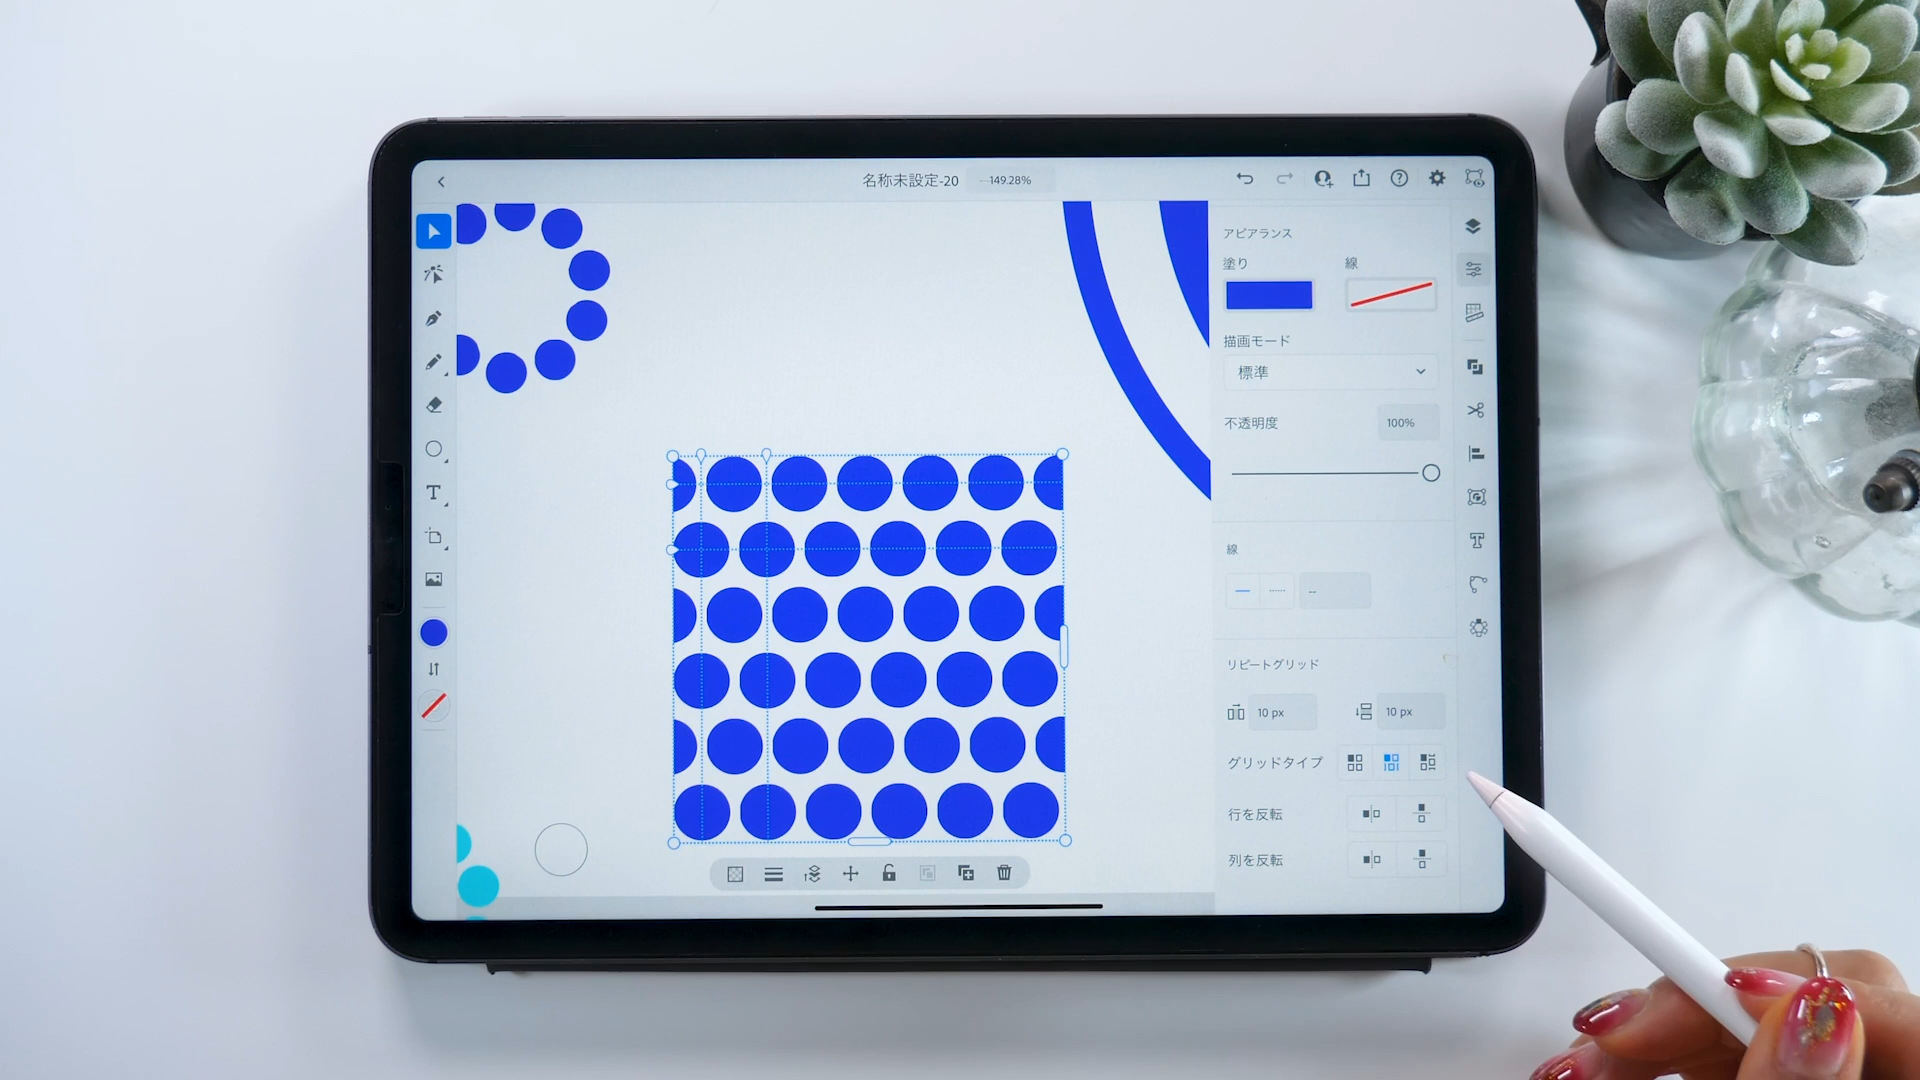 名称未設定-20 149.28%
アピアランス
塗り 線
描画モード
標準
不透明度 100%
線
--
リピートグリッド
10 px 10 px
グリッドタイプ
行を反転
列を反転